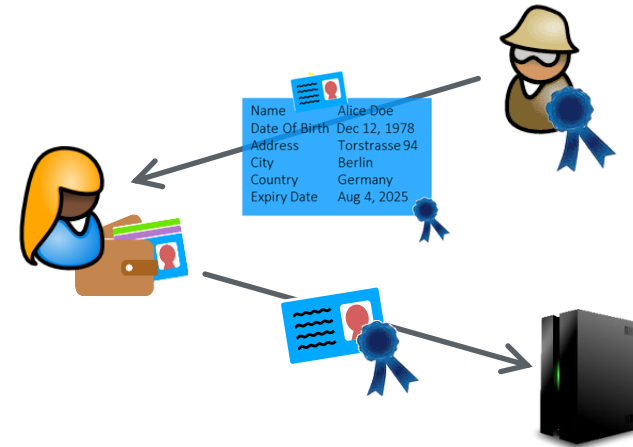 Name Alice Doe
Date Of Birth Dec 12, 1978
Address Torstrasse 94
City Berlin
Country Germany
Expiry Date Aug 4, 2025